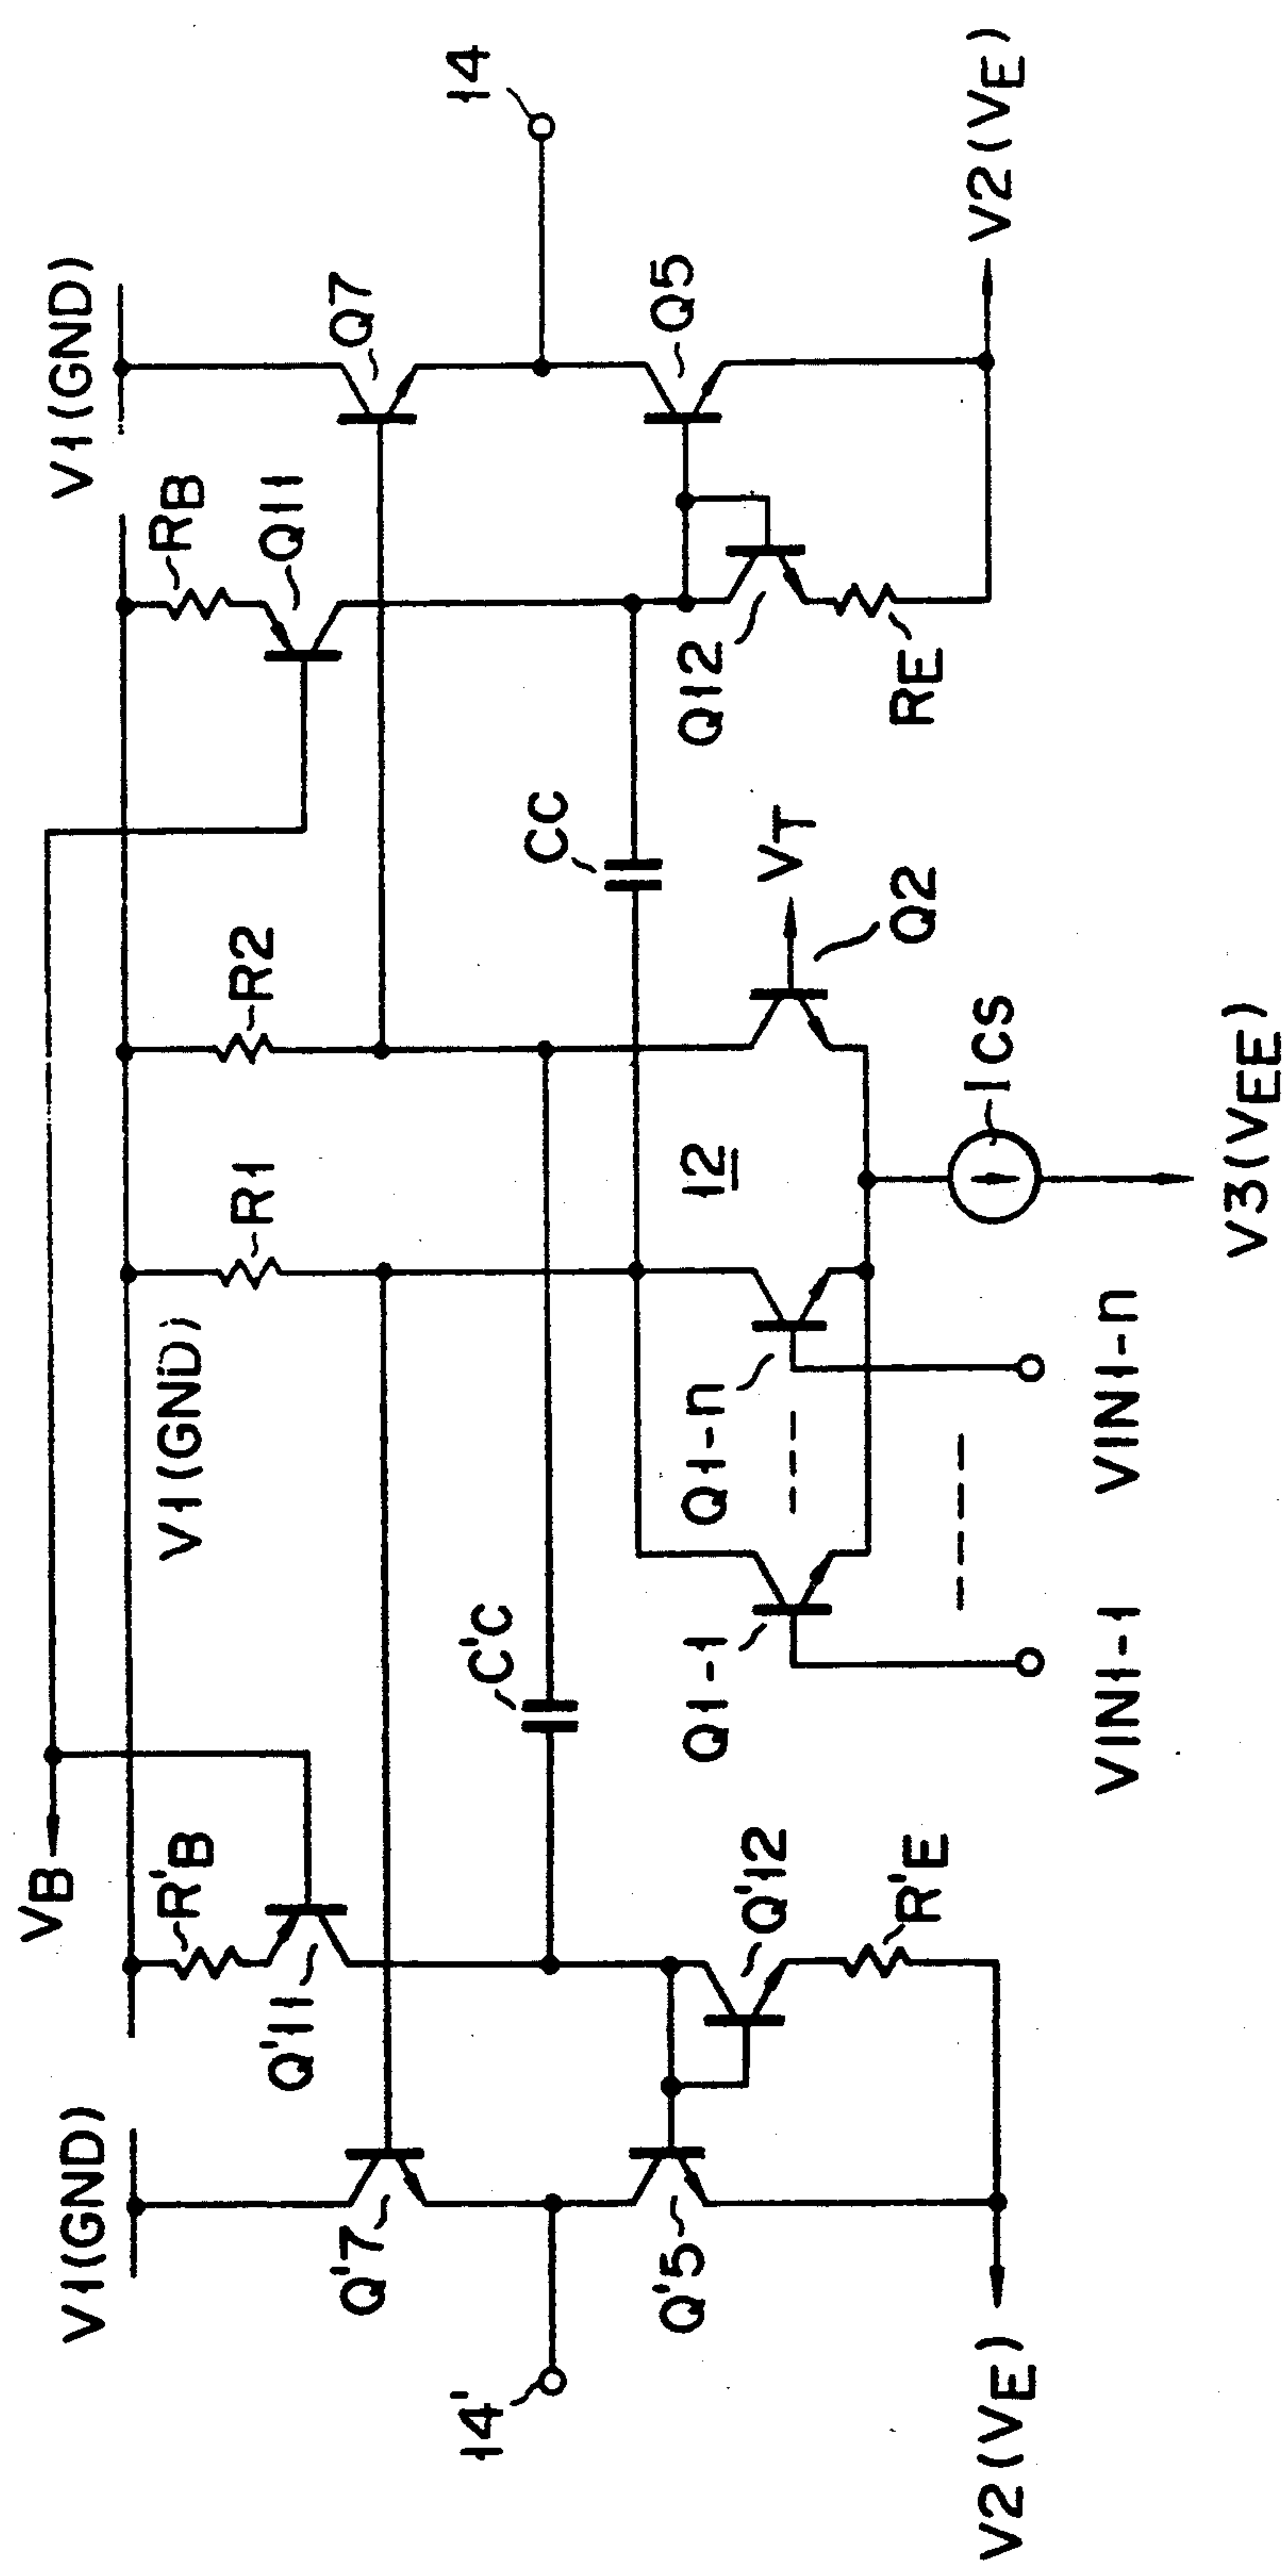 VB
V1(GND)
V1(GND)
V1(GND)
R'B
R1
R2
RB
Q'11
Q11
Q'7
Q7
14'
14
C'C
CC
Q'5
Q'12
Q1-1
Q1-n
12
VT
Q12
Q5
R'E
Q2
RE
ICS
V2(VE)
V2(VE)
VIN1-1
VIN1-n
V3(VEE)